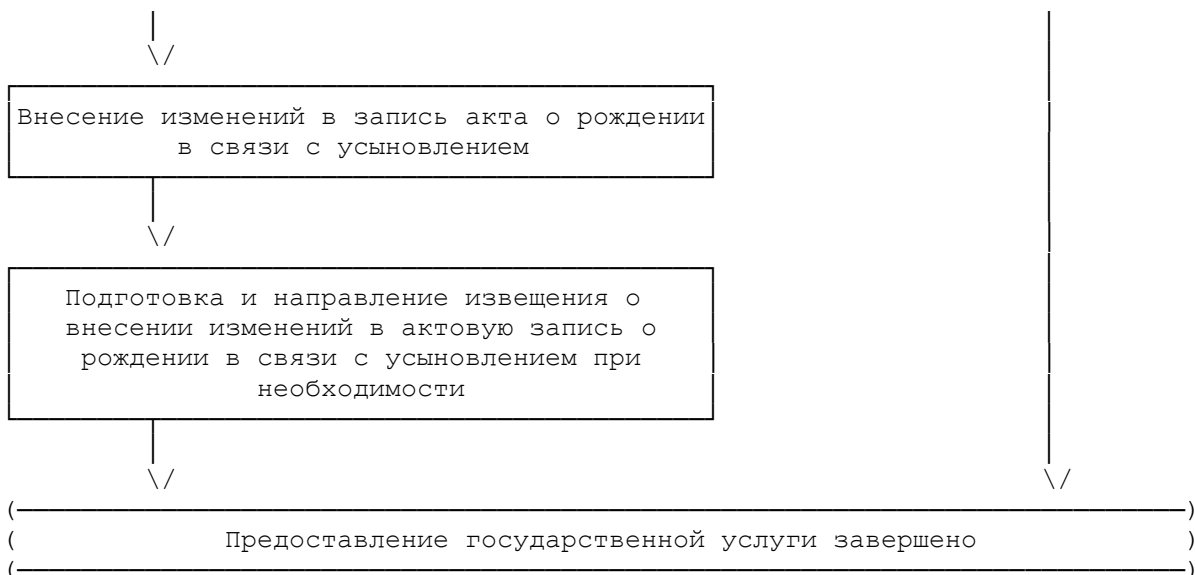 Внесение изменений в запись акта о рождении
в связи с усыновлением
Подготовка и направление извещения о
внесении изменений в актовую запись о
рождении в связи с усыновлением при
необходимости
Предоставление государственной услуги завершено